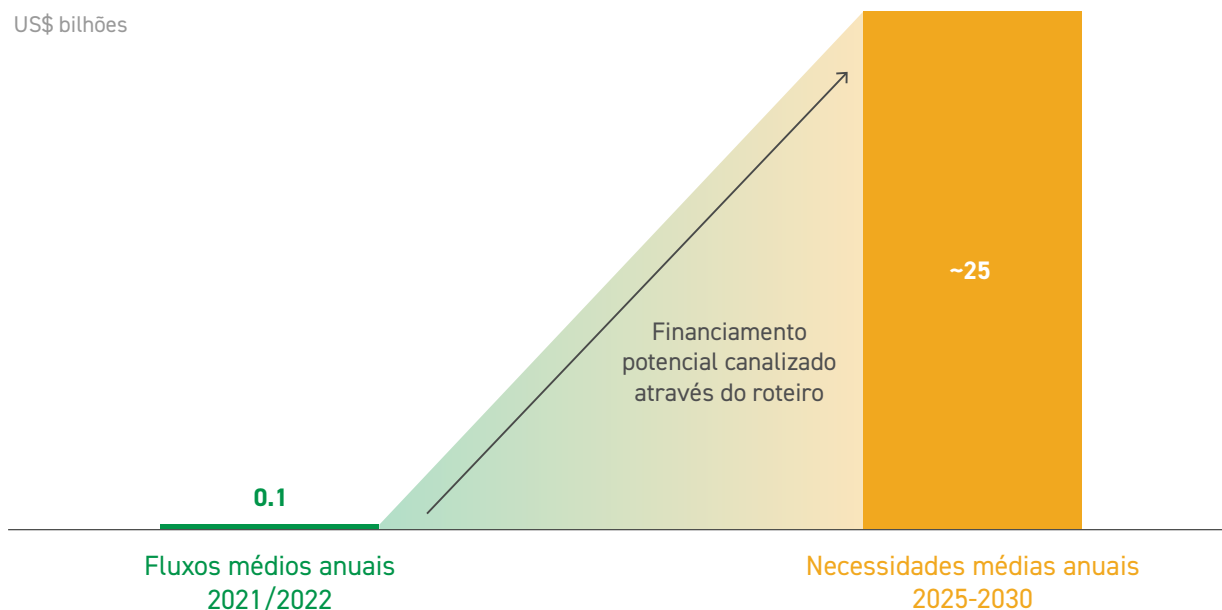 US$ bilhões
~25
Financiamento
potencial canalizado
através do roteiro
0.1
Fluxos médios anuais
2021/2022
Necessidades médias anuais
2025-2030